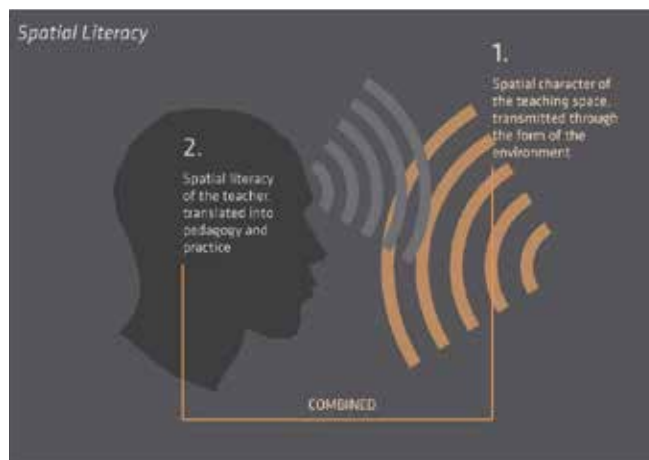 Spatial Literacy
1.
Spatial character of
the teaching space,
transmitted through
the form of the
environment
2.
Spatial literacy
of the teacher,
translated into
pedagogy and
practice
COMBINED